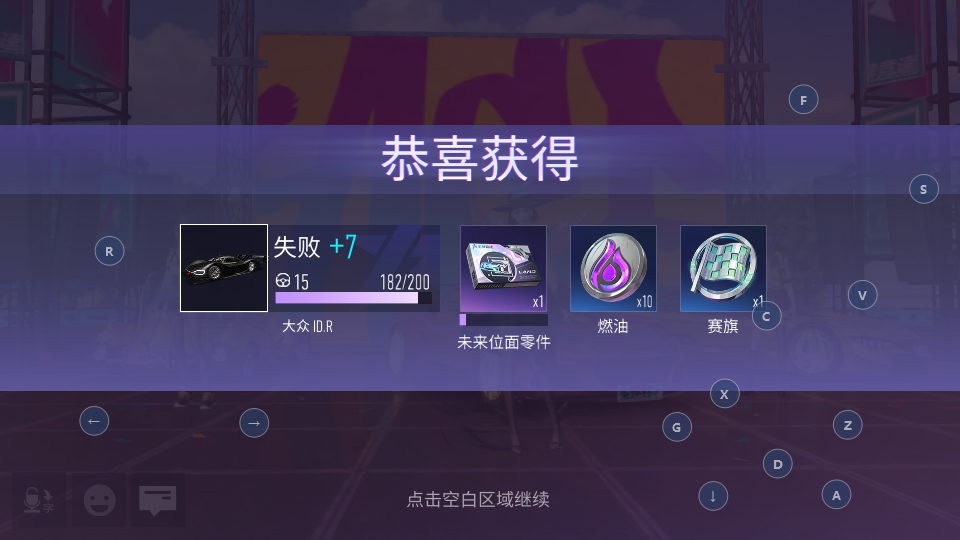 恭喜获得
失败 +7
15 182/200
大众 ID.R
x1
未来位面零件
x10
燃油
x1
赛旗
F
S
R
V
C
X
G
Z
D
A
← →
↓
字
点击空白区域继续